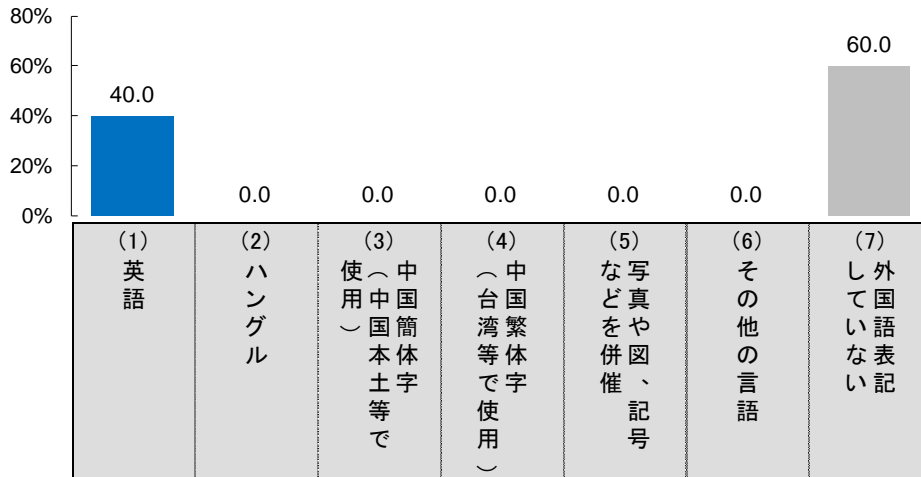 80%
60%
40%
20%
0%
40.0
0.0
0.0
0.0
0.0
0.0
60.0
(1)
英語
(2)
ハングル
(3)
中国簡体字
(中国本土等で
使用)
(4)
中国繁体字
(台湾等で使用)
(5)
写真や図、記号
などを併催
(6)
その他の言語
(7)
外国語表記
していない